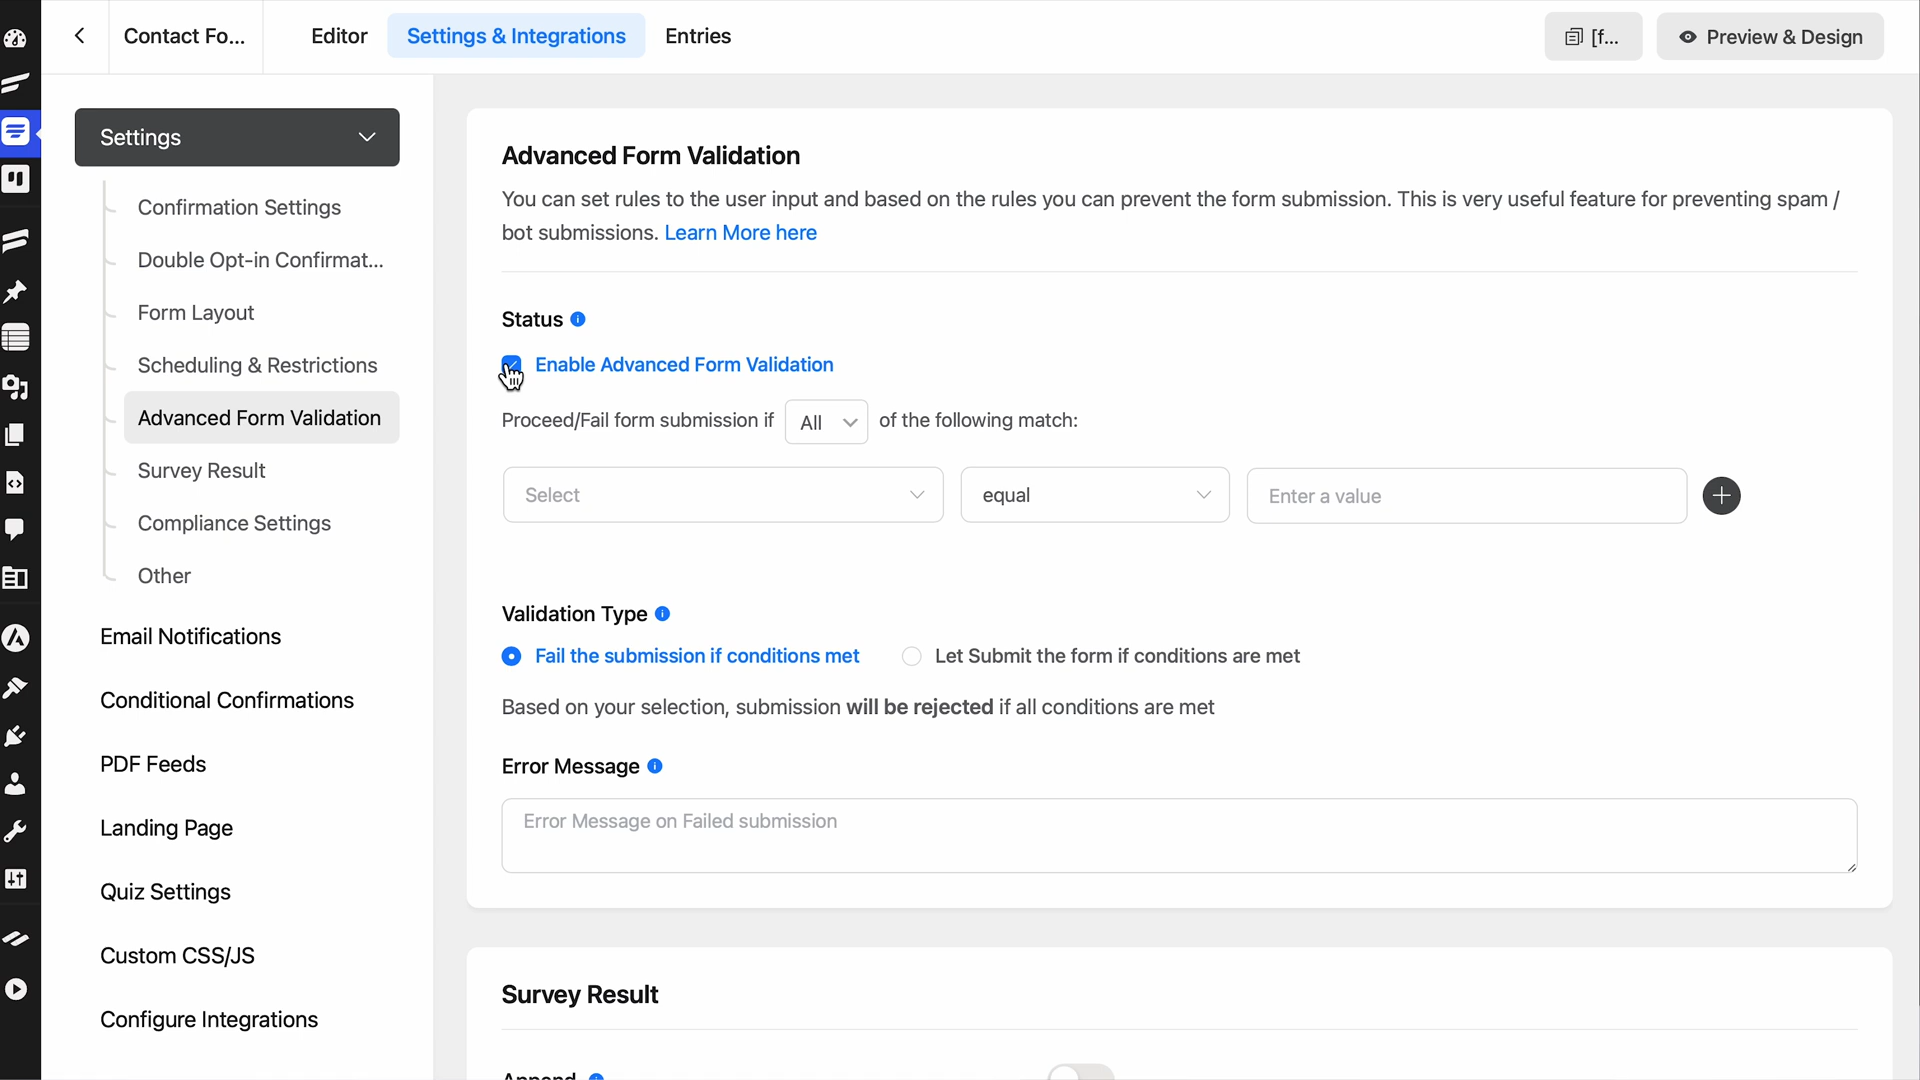 Contact Fo...
Editor
Settings & Integrations
Entries
[f...
Preview & Design
Settings
Confirmation Settings
Double Opt-in Confirmat...
Form Layout
Scheduling & Restrictions
Advanced Form Validation
Survey Result
Compliance Settings
Other
Email Notifications
Conditional Confirmations
PDF Feeds
Landing Page
Quiz Settings
Custom CSS/JS
Configure Integrations
Advanced Form Validation
You can set rules to the user input and based on the rules you can prevent the form submission. This is very useful feature for preventing spam /
bot submissions. Learn More here
Status
Enable Advanced Form Validation
Proceed/Fail form submission if All of the following match:
Select
equal
Enter a value
Validation Type
Fail the submission if conditions met
Let Submit the form if conditions are met
Based on your selection, submission will be rejected if all conditions are met
Error Message
Error Message on Failed submission
Survey Result
Append